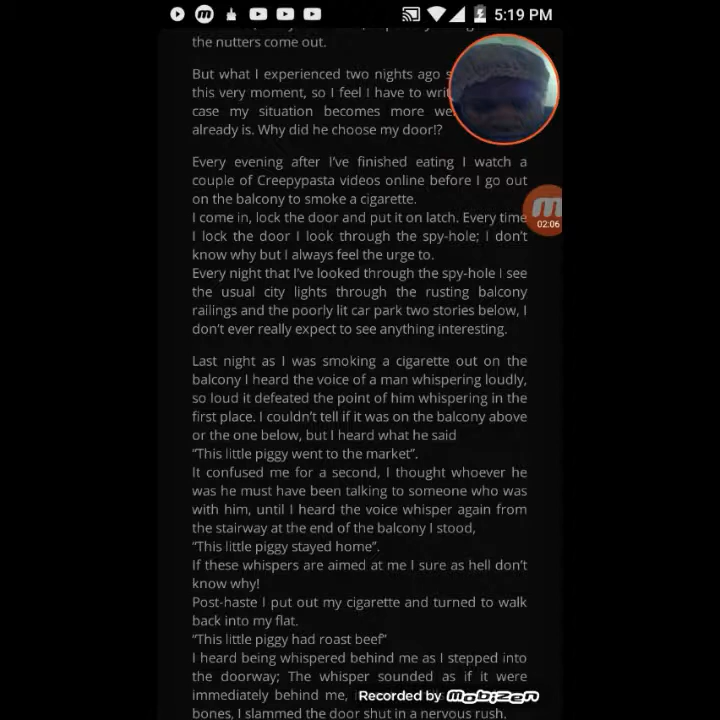 5:19 PM
the nutters come out.
But what I experienced two nights ago
this very moment, so I feel I have to
case my situation becomes more
already is. Why did he choose my door!?
Every evening after I've finished eating I watch a
couple of Creepypasta videos online before I go out
on the balcony to smoke a cigarette.
I come in, lock the door and put it on latch. Every time
I lock the door I look through the spy-hole; I don't
know why but I always feel the urge to.
02:06
Every night that I've looked through the spy-hole I see
the usual city lights through the rusting balcony
railings and the poorly lit car park two stories below, I
don't ever really expect to see anything interesting.
Last night as I was smoking a cigarette out on the
balcony I heard the voice of a man whispering loudly,
so loud it defeated the point of him whispering in the
first place. I couldn't tell if it was on the balcony above
or the one below, but I heard what he said
"This little piggy went to the market".
It confused me for a second, I thought whoever he
was he must have been talking to someone who was
with him, until I heard the voice whisper again from
the stairway at the end of the balcony I stood,
"This little piggy stayed home".
If these whispers are aimed at me I sure as hell don't
know why!
Post-haste I put out my cigarette and turned to walk
back into my flat.
"This little piggy had roast beef"
I heard being whispered behind me as I stepped into
the doorway; The whisper sounded as if it were
immediately behind me,
Recorded by Mobizen
bones, I slammed the door shut in a nervous rush.